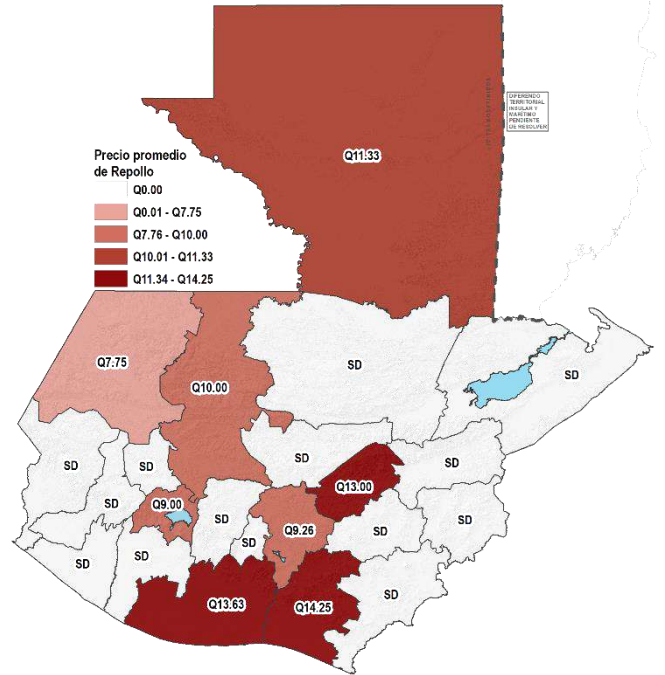 DIFERENDO
TERRITORIAL
INSULAR Y
MARÍTIMO
PENDIENTE
DE RESOLVER
Q11.33
Precio promedio
de Repollo
Q0.00
Q0.01 - Q7.75
Q7.76 - Q10.00
Q10.01 - Q11.33
Q11.34 - Q14.25
Q7.75
SD
SD
Q10.00
SD
SD
SD
SD
Q13.00
SD
Q9.00
SD
Q9.26
SD
SD
SD
SD
SD
SD
Q13.63
Q14.25